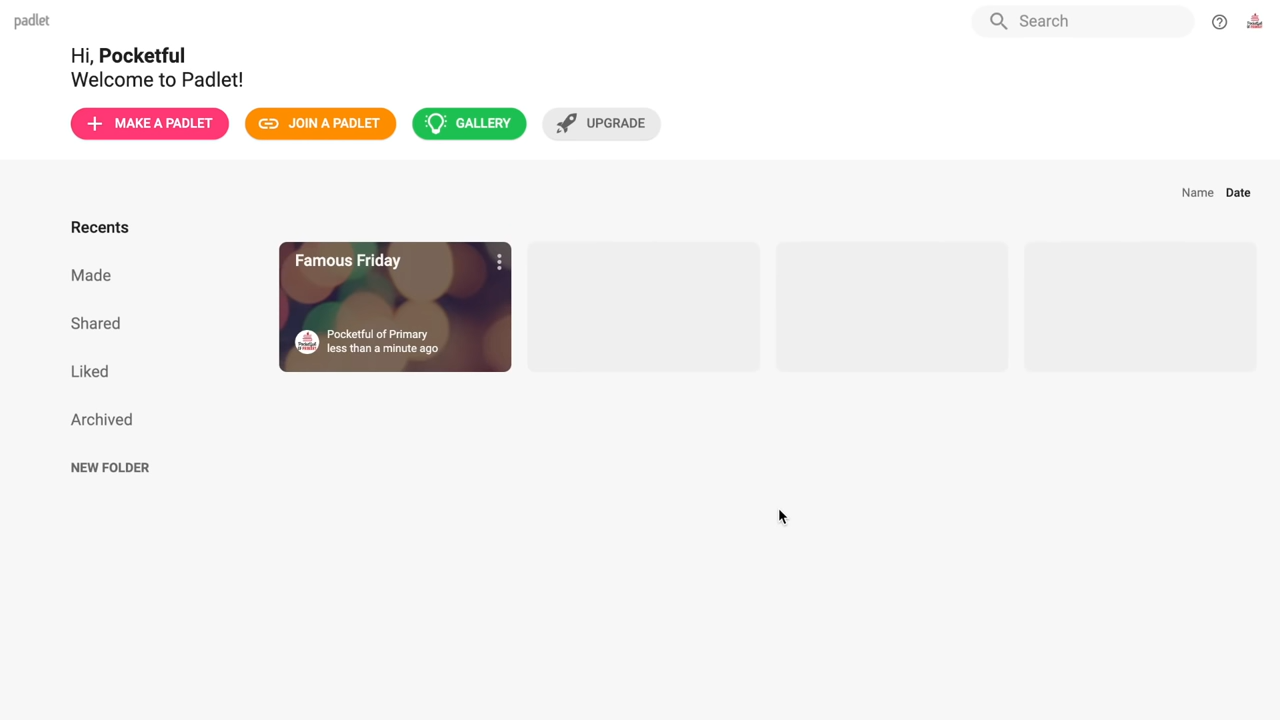 padlet
Search
Hi, Pocketful
Welcome to Padlet!
MAKE A PADLET
JOIN A PADLET
GALLERY
UPGRADE
Name Date
Recents
Made
Shared
Liked
Archived
NEW FOLDER
Famous Friday
Pocketful of Primary
less than a minute ago